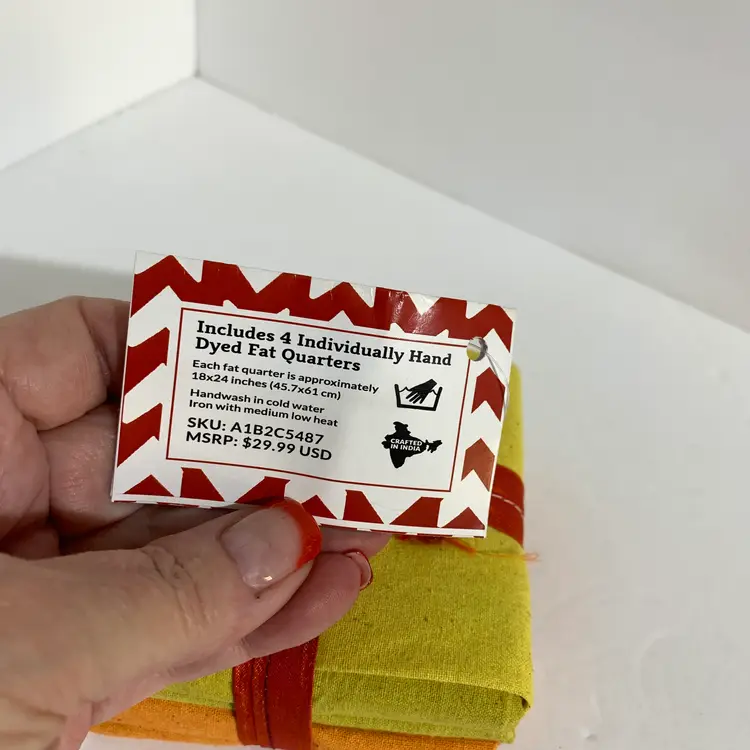 Includes 4 Individually Hand
Dyed Fat Quarters
Each fat quarter is approximately
18x24 inches (45.7x61 cm)
Handwash in cold water
Iron with medium low heat
SKU: A1B2C5487
MSRP: $29.99 USD
CRAFTED
IN INDIA